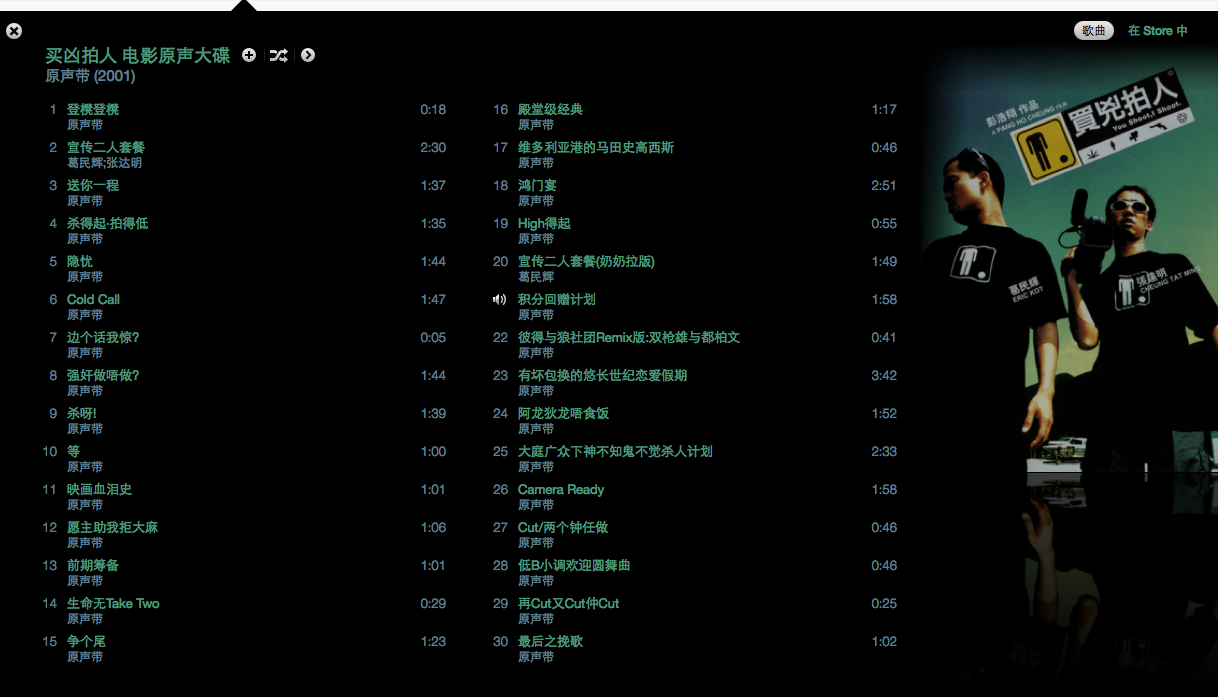 歌曲
在 Store 中
买凶拍人 电影原声大碟
原声带 (2001)
1 登櫈登櫈 0:18
原声带
2 宣传二人套餐 2:30
葛民辉;张达明
3 送你一程 1:37
原声带
4 杀得起·拍得低 1:35
原声带
5 隐忧 1:44
原声带
6 Cold Call 1:47
原声带
7 边个话我惊? 0:05
原声带
8 强奸做唔做? 1:44
原声带
9 杀呀! 1:39
原声带
10 等 1:00
原声带
11 映画血泪史 1:01
原声带
12 愿主助我拒大麻 1:06
原声带
13 前期筹备 1:01
原声带
14 生命无Take Two 0:29
原声带
15 争个尾 1:23
原声带
16 殿堂级经典 1:17
原声带
17 维多利亚港的马田史高西斯 0:46
原声带
18 鸿门宴 2:51
原声带
19 High得起 0:55
原声带
20 宣传二人套餐(奶奶拉版) 1:49
葛民辉
积分回赠计划 1:58
原声带
22 彼得与狼社团Remix版:双枪雄与都柏文 0:41
原声带
23 有坏包换的悠长世纪恋爱假期 3:42
原声带
24 阿龙狄龙唔食饭 1:52
原声带
25 大庭广众下神不知鬼不觉杀人计划 2:33
原声带
26 Camera Ready 1:58
原声带
27 Cut/两个钟任做 0:46
原声带
28 低B小调欢迎圆舞曲 0:46
原声带
29 再Cut又Cut仲Cut 0:25
原声带
30 最后之挽歌 1:02
原声带
彭浩翔 作品
A PANG HO CHEUNG FILM
買兇拍人
You Shoot, I Shoot.
葛民輝
ERIC KOT
張達明
CHEUNG TAT MING